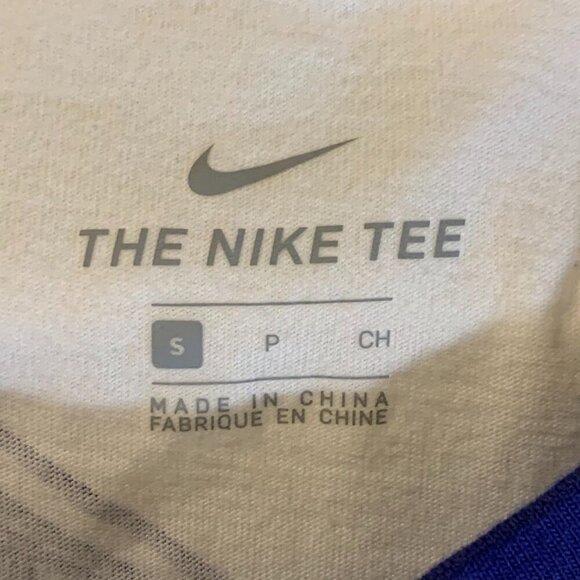 THE NIKE TEE
S P CH
MADE IN CHINA
FABRIQUE EN CHINE